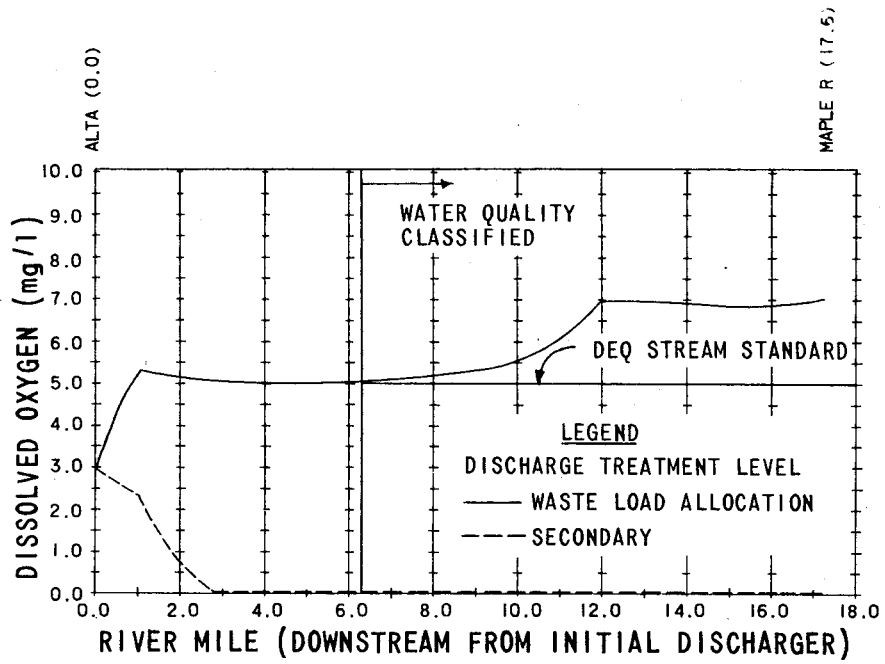 ALTA (0.0)
MAPLE R (17.6)
10.0
9.0
8.0
7.0
6.0
5.0
4.0
3.0
2.0
1.0
0.0
DISSOLVED OXYGEN (mg/l)
WATER QUALITY
CLASSIFIED
DEQ STREAM STANDARD
LEGEND
DISCHARGE TREATMENT LEVEL
WASTE LOAD ALLOCATION
SECONDARY
0.0 2.0 4.0 6.0 8.0 10.0 12.0 14.0 16.0 18.0
RIVER MILE (DOWNSTREAM FROM INITIAL DISCHARGER)